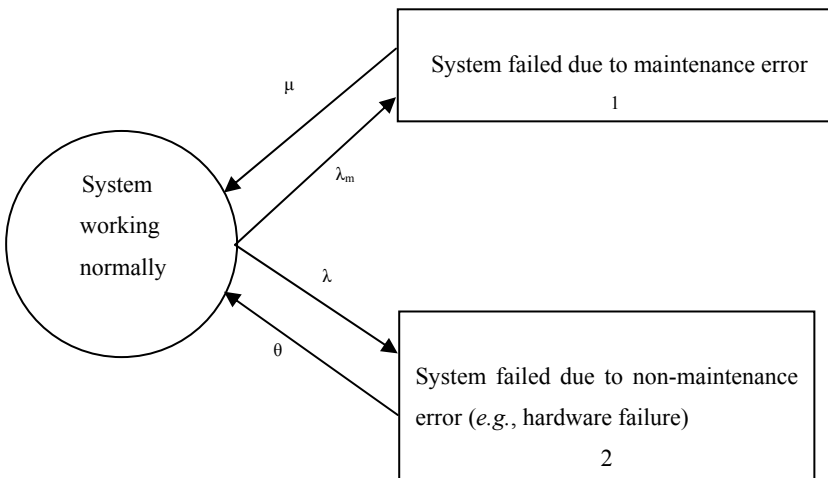 System failed due to maintenance error
1
μ
System
working
normally
λm
λ
θ
System failed due to non-maintenance
error (e.g., hardware failure)
2